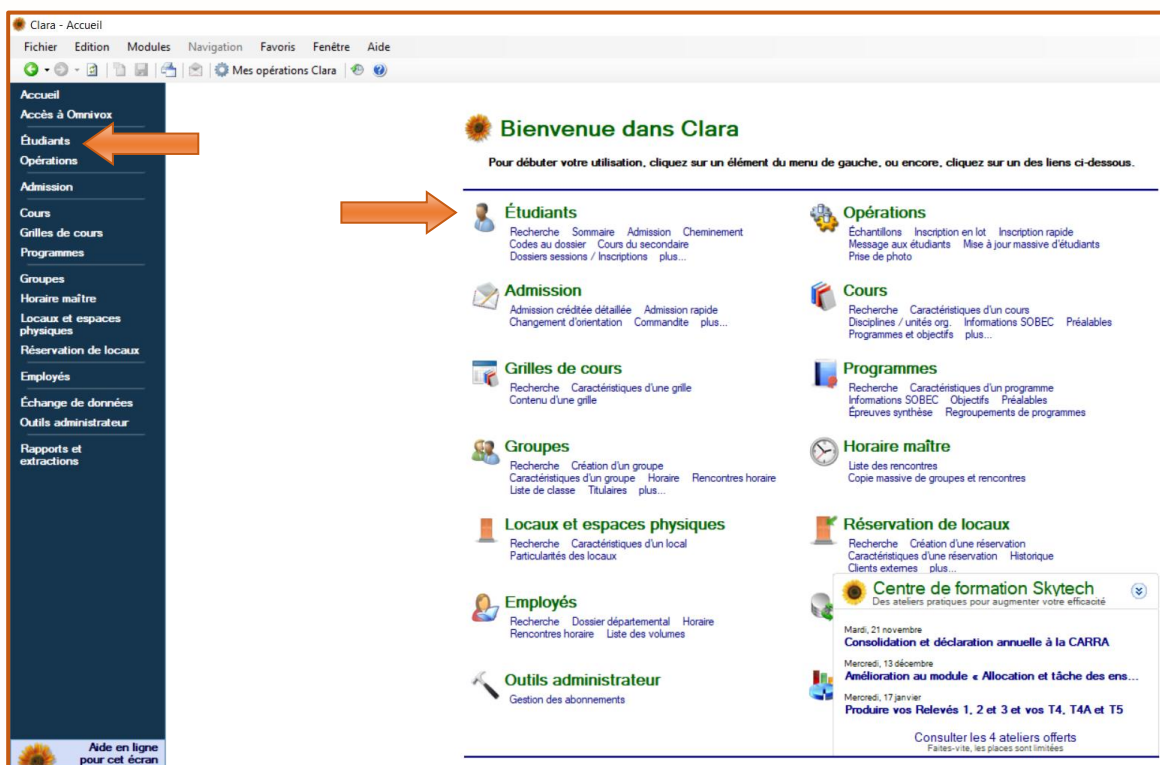 Clara - Accueil
Fichier Edition Modules Navigation Favoris Fenêtre Aide
Mes opérations Clara
Accueil
Accès à Omnivox
Étudiants
Opérations
Admission
Cours
Grilles de cours
Programmes
Groupes
Horaire maître
Locaux et espaces
physiques
Réservation de locaux
Employés
Échange de données
Outils administrateur
Rapports et
extractions
Aide en ligne
pour cet écran
Bienvenue dans Clara
Pour débuter votre utilisation, cliquez sur un élément du menu de gauche, ou encore, cliquez sur un des liens ci-dessous.
Étudiants
Recherche Sommaire Admission Cheminement
Codes au dossier Cours du secondaire
Dossiers sessions / Inscriptions plus...
Opérations
Échantillons Inscription en lot Inscription rapide
Message aux étudiants Mise à jour massive d'étudiants
Prise de photo
Admission
Admission créditée détaillée Admission rapide
Changement d'orientation Commandite plus...
Cours
Recherche Caractéristiques d'un cours
Disciplines / unités org. Informations SOBEC Préalables
Programmes et objectifs plus...
Grilles de cours
Recherche Caractéristiques d'une grille
Contenu d'une grille
Programmes
Recherche Caractéristiques d'un programme
Informations SOBEC Objectifs Préalables
Épreuves synthèse Regroupements de programmes
Groupes
Recherche Création d'un groupe
Caractéristiques d'un groupe Horaire Rencontres horaire
Liste de classe Titulaires plus...
Horaire maître
Liste des rencontres
Copie massive de groupes et rencontres
Locaux et espaces physiques
Recherche Caractéristiques d'un local
Particularités des locaux
Réservation de locaux
Recherche Création d'une réservation
Caractéristiques d'une réservation Historique
Clients externes plus...
Employés
Recherche Dossier départemental Horaire
Rencontres horaire Liste des volumes
Outils administrateur
Gestion des abonnements
Centre de formation Skytech
Des ateliers pratiques pour augmenter votre efficacité
Mardi, 21 novembre
Consolidation et déclaration annuelle à la CARRA
Mercredi, 13 décembre
Amélioration au module « Allocation et tâche des ens...
Mercredi, 17 janvier
Produire vos Relevés 1, 2 et 3 et vos T4, T4A et T5
Consulter les 4 ateliers offerts
Faites-vite, les places sont limitées